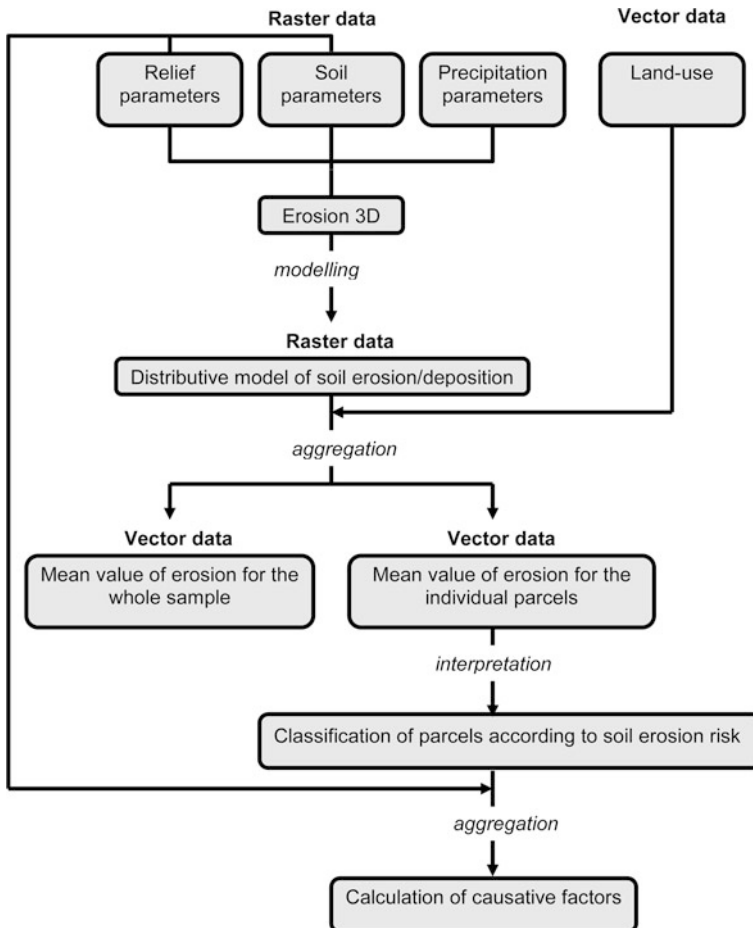 Raster data
Vector data
Relief
parameters
Soil
parameters
Precipitation
parameters
Land-use
Erosion 3D
modelling
Raster data
Distributive model of soil erosion/deposition
aggregation
Vector data
Mean value of erosion for the
whole sample
Vector data
Mean value of erosion for the
individual parcels
interpretation
Classification of parcels according to soil erosion risk
aggregation
Calculation of causative factors